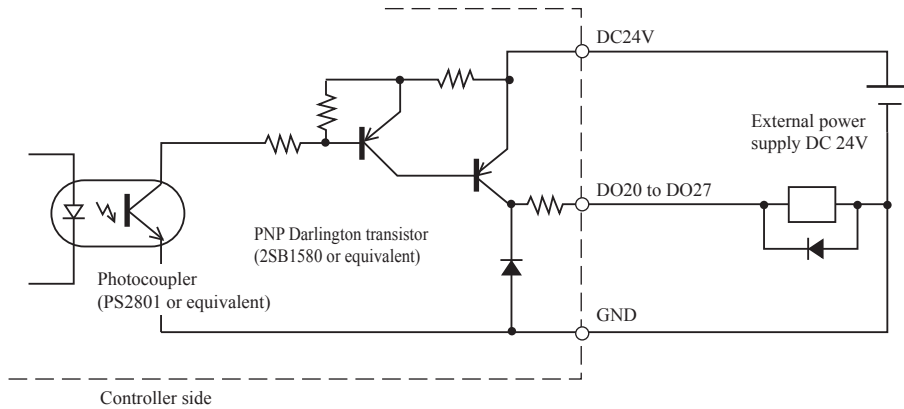 DC24V
External power
supply DC 24V
DO20 to DO27
PNP Darlington transistor
(2SB1580 or equivalent)
Photocoupler
(PS2801 or equivalent)
GND
Controller side